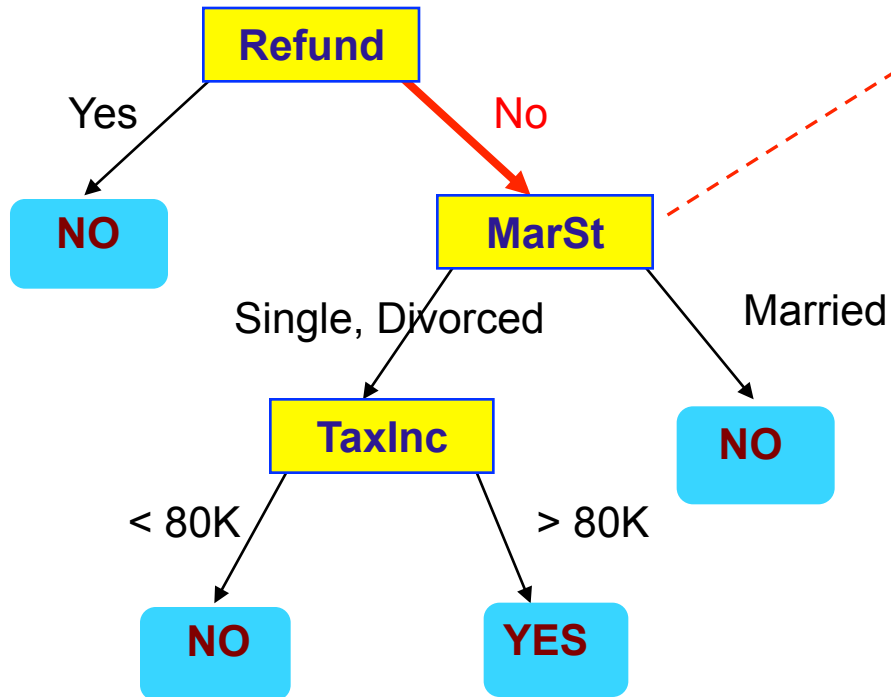 Refund
Yes
No
NO
MarSt
Single, Divorced
Married
TaxInc
NO
< 80K
> 80K
NO
YES